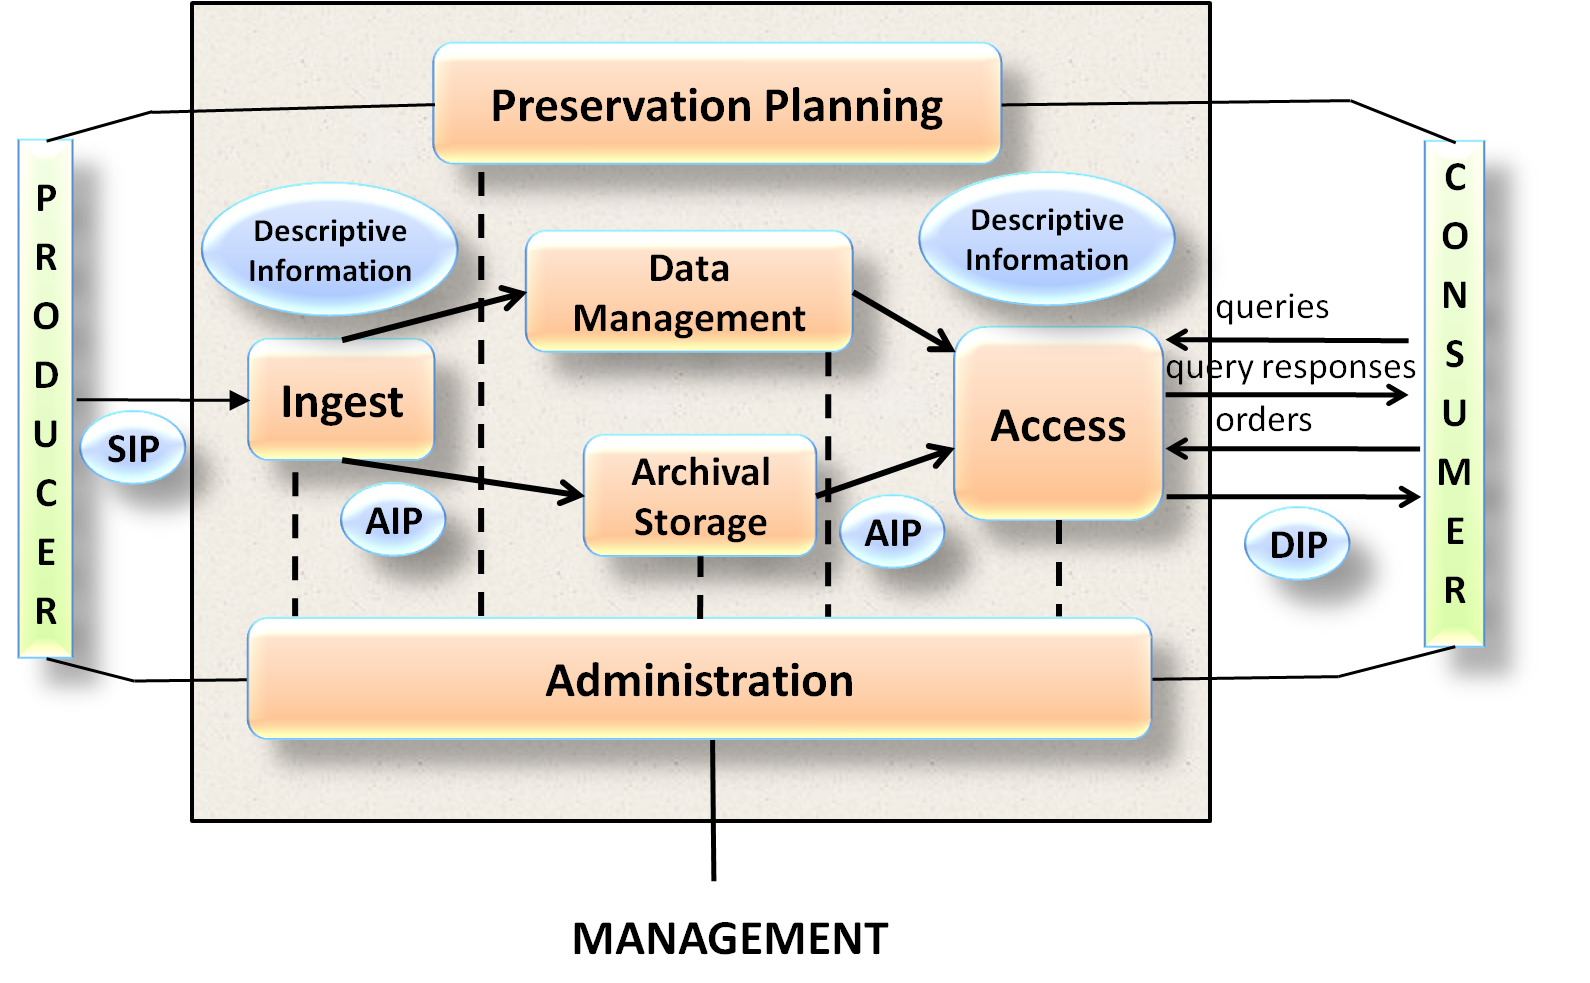 Preservation Planning
PRODUCER
Descriptive
Information
Data
Management
Descriptive
Information
CONSUMER
queries
query responses
orders
Ingest
Access
SIP
AIP
Archival
Storage
AIP
DIP
Administration
MANAGEMENT